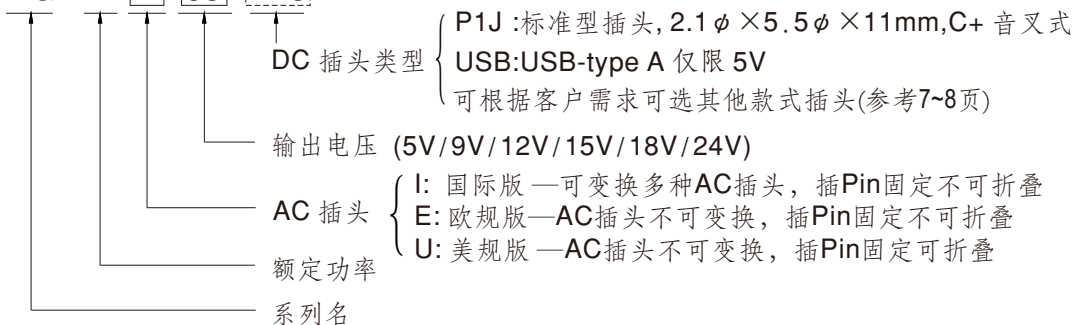 P1J :标准型插头, 2.1φ×5.5φ×11mm,C+ 音叉式
DC 插头类型
USB:USB-type A 仅限 5V
可根据客户需求可选其他款式插头(参考7~8页)
输出电压 (5V/9V/12V/15V/18V/24V)
I: 国际版 —可变换多种AC插头，插Pin固定不可折叠
AC 插头
E: 欧规版—AC插头不可变换，插Pin固定不可折叠
U: 美规版 —AC插头不可变换，插Pin固定可折叠
额定功率
系列名